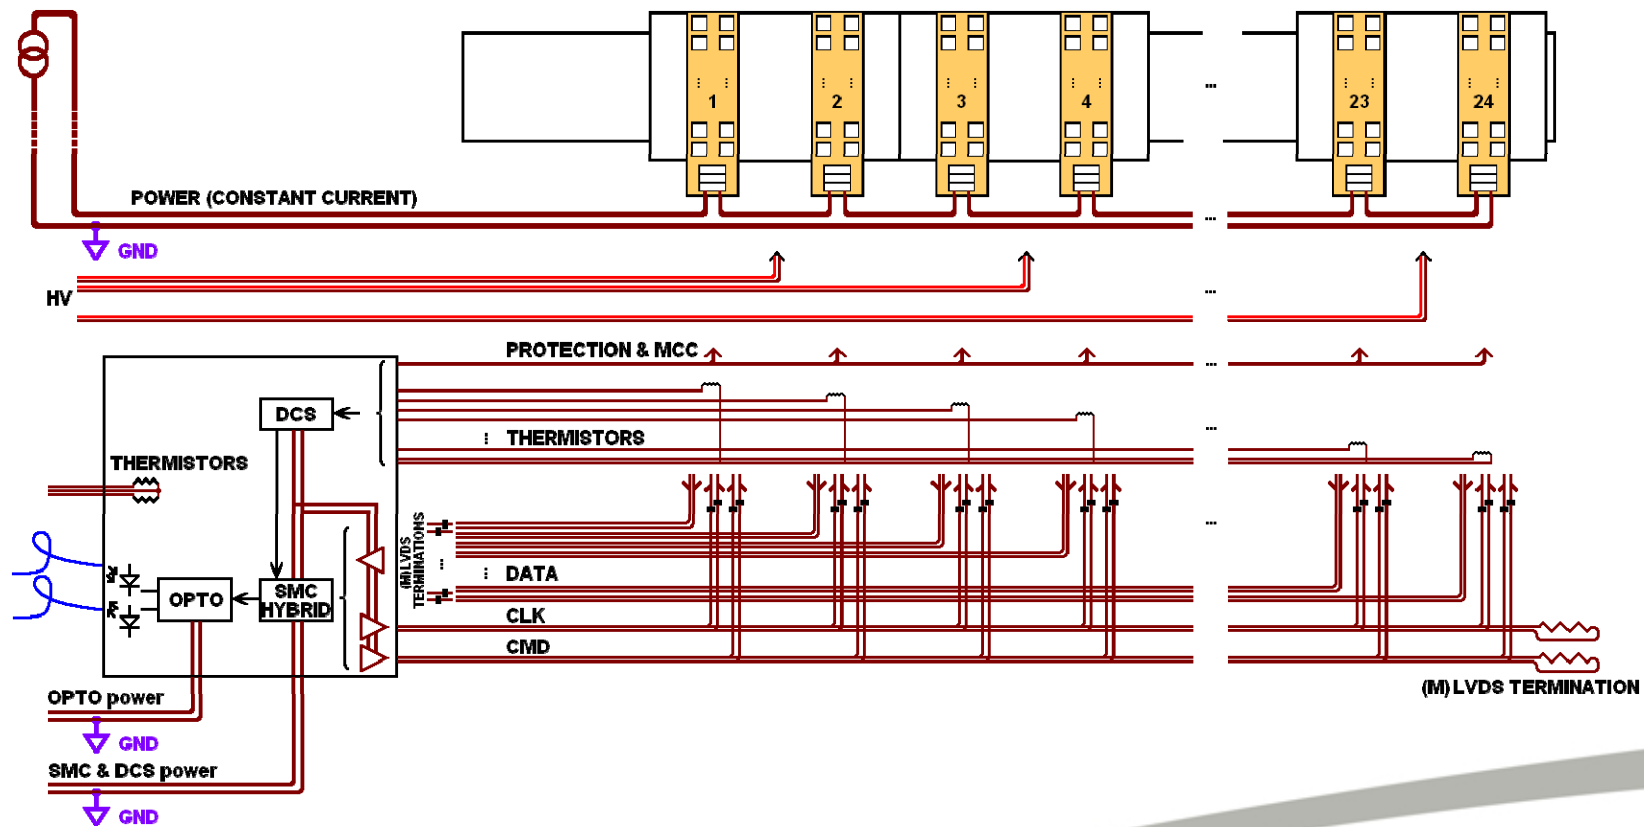 1
2
3
4
...
23
24
POWER (CONSTANT CURRENT)
...
GND
HV
...
PROTECTION & MCC
...
DCS
...
THERMISTORS
...
THERMISTORS
(M)LVDS
TERMINATIONS
...
...
DATA
OPTO
SMC
HYBRID
CLK
CMD
OPTO power
(M) LVDS TERMINATION
GND
SMC & DCS power
GND